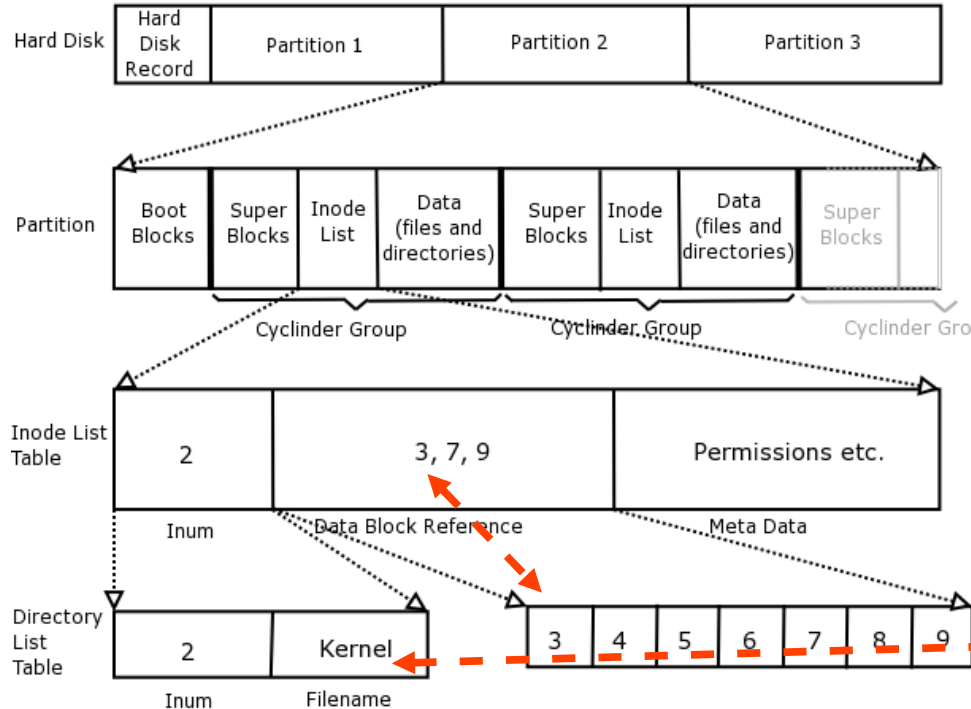 Hard Disk
Hard
Disk
Record
Partition 1
Partition 2
Partition 3
Partition
Boot
Blocks
Super
Blocks
Inode
List
Data
(files and
directories)
Super
Blocks
Inode
List
Data
(files and
directories)
Super
Blocks
Cyclinder Group
Cyclinder Group
Cyclinder Gro
Inode List
Table
2
3, 7, 9
Permissions etc.
Inum
Data Block Reference
Meta Data
Directory
List
Table
2
Kernel
3
4
5
6
7
8
9
Inum
Filename